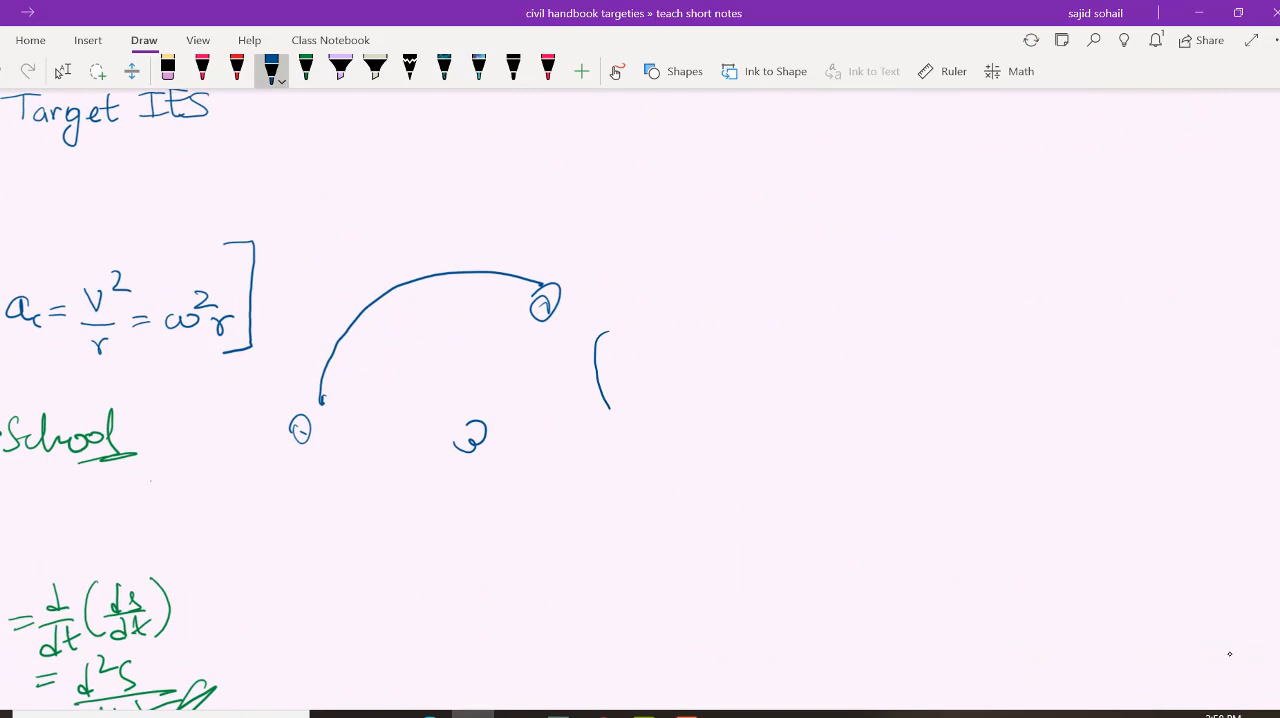 civil handbook targeties » teach short notes
sajid sohail
Home Insert Draw View Help Class Notebook
Share
Shapes Ink to Shape Ink to Text Ruler Math
Target IES
a_c = v²/r = ω²r]
School
= d/dt (ds/dt)
= d²s